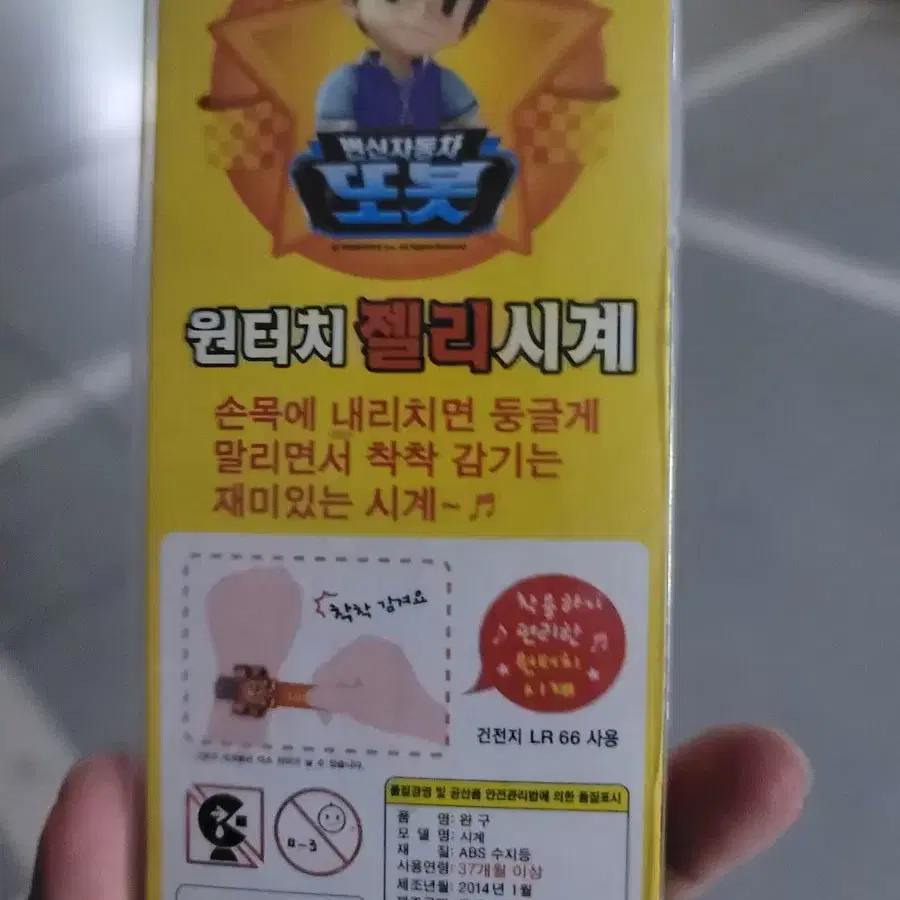 변신자동차
또봇
원터치 젤리시계
손목에 내리치면 둥글게
말리면서 착착 감기는
재미있는 시계~♬
착착 감겨요
착용하기
편리한
원터치
시계
건전지 LR 66 사용
0-3
품질경영 및 공산품 안전관리법에 의한 품질표시
품 명: 완 구
모 델 명: 시계
재 질: ABS 수지등
사용연령: 37개월 이상
제조년월: 2014년 1월